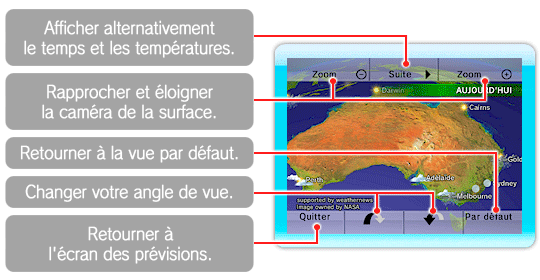 Afficher alternativement
le temps et les températures.
Rapprocher et éloigner
la caméra de la surface.
Retourner à la vue par défaut.
Changer votre angle de vue.
Retourner à
l'écran des prévisions.
Zoom
Suite
Zoom
Darwin
AUJOURD'HUI
Cairns
Perth
Adélaïde
Sydney
Melbourne
supported by weathernews
image owned by NASA
Quitter
Par défaut